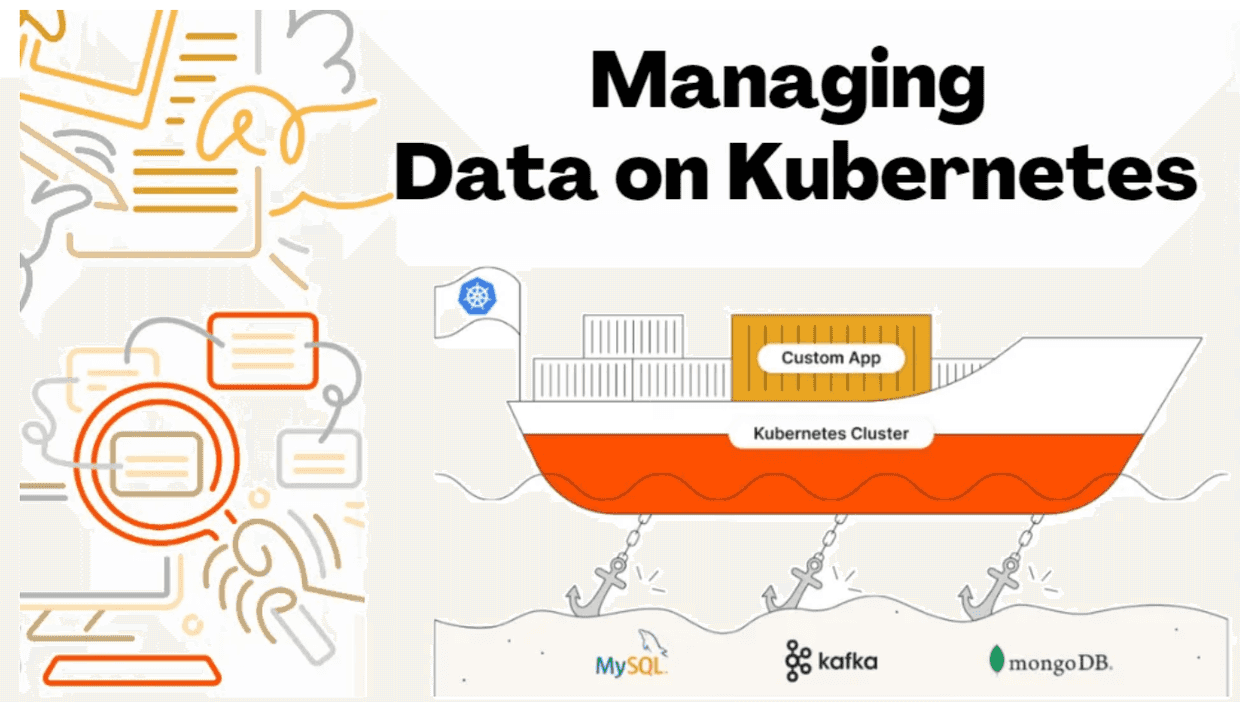 Managing
Data on Kubernetes
Custom App
Kubernetes Cluster
MySQL.
kafka
mongoDB.